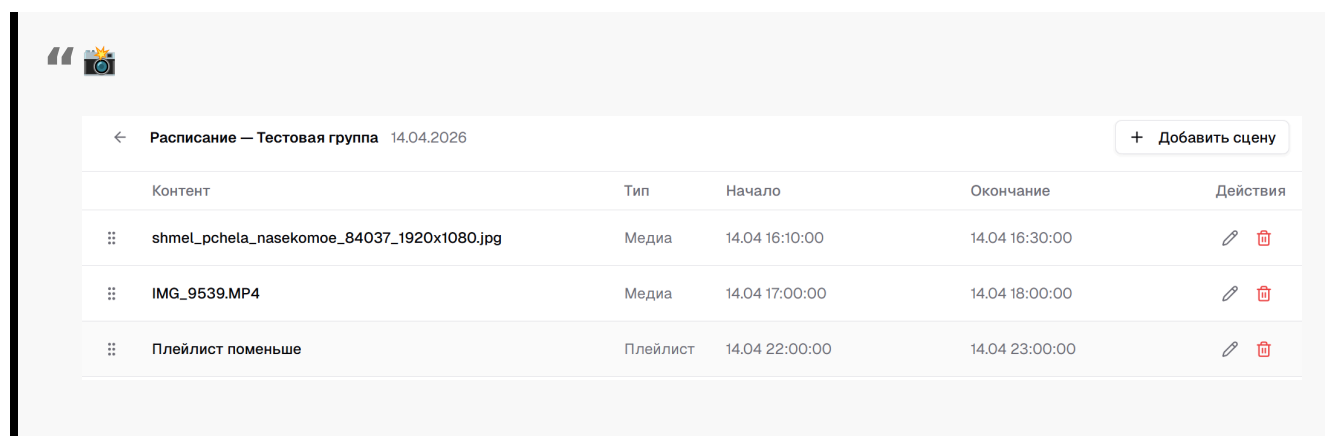 “
Расписание — Тестовая группа 14.04.2026 + Добавить сцену
Контент Тип Начало Окончание Действия
shmel_pchela_nasekomoe_84037_1920x1080.jpg Медиа 14.04 16:10:00 14.04 16:30:00
IMG_9539.MP4 Медиа 14.04 17:00:00 14.04 18:00:00
Плейлист поменьше Плейлист 14.04 22:00:00 14.04 23:00:00